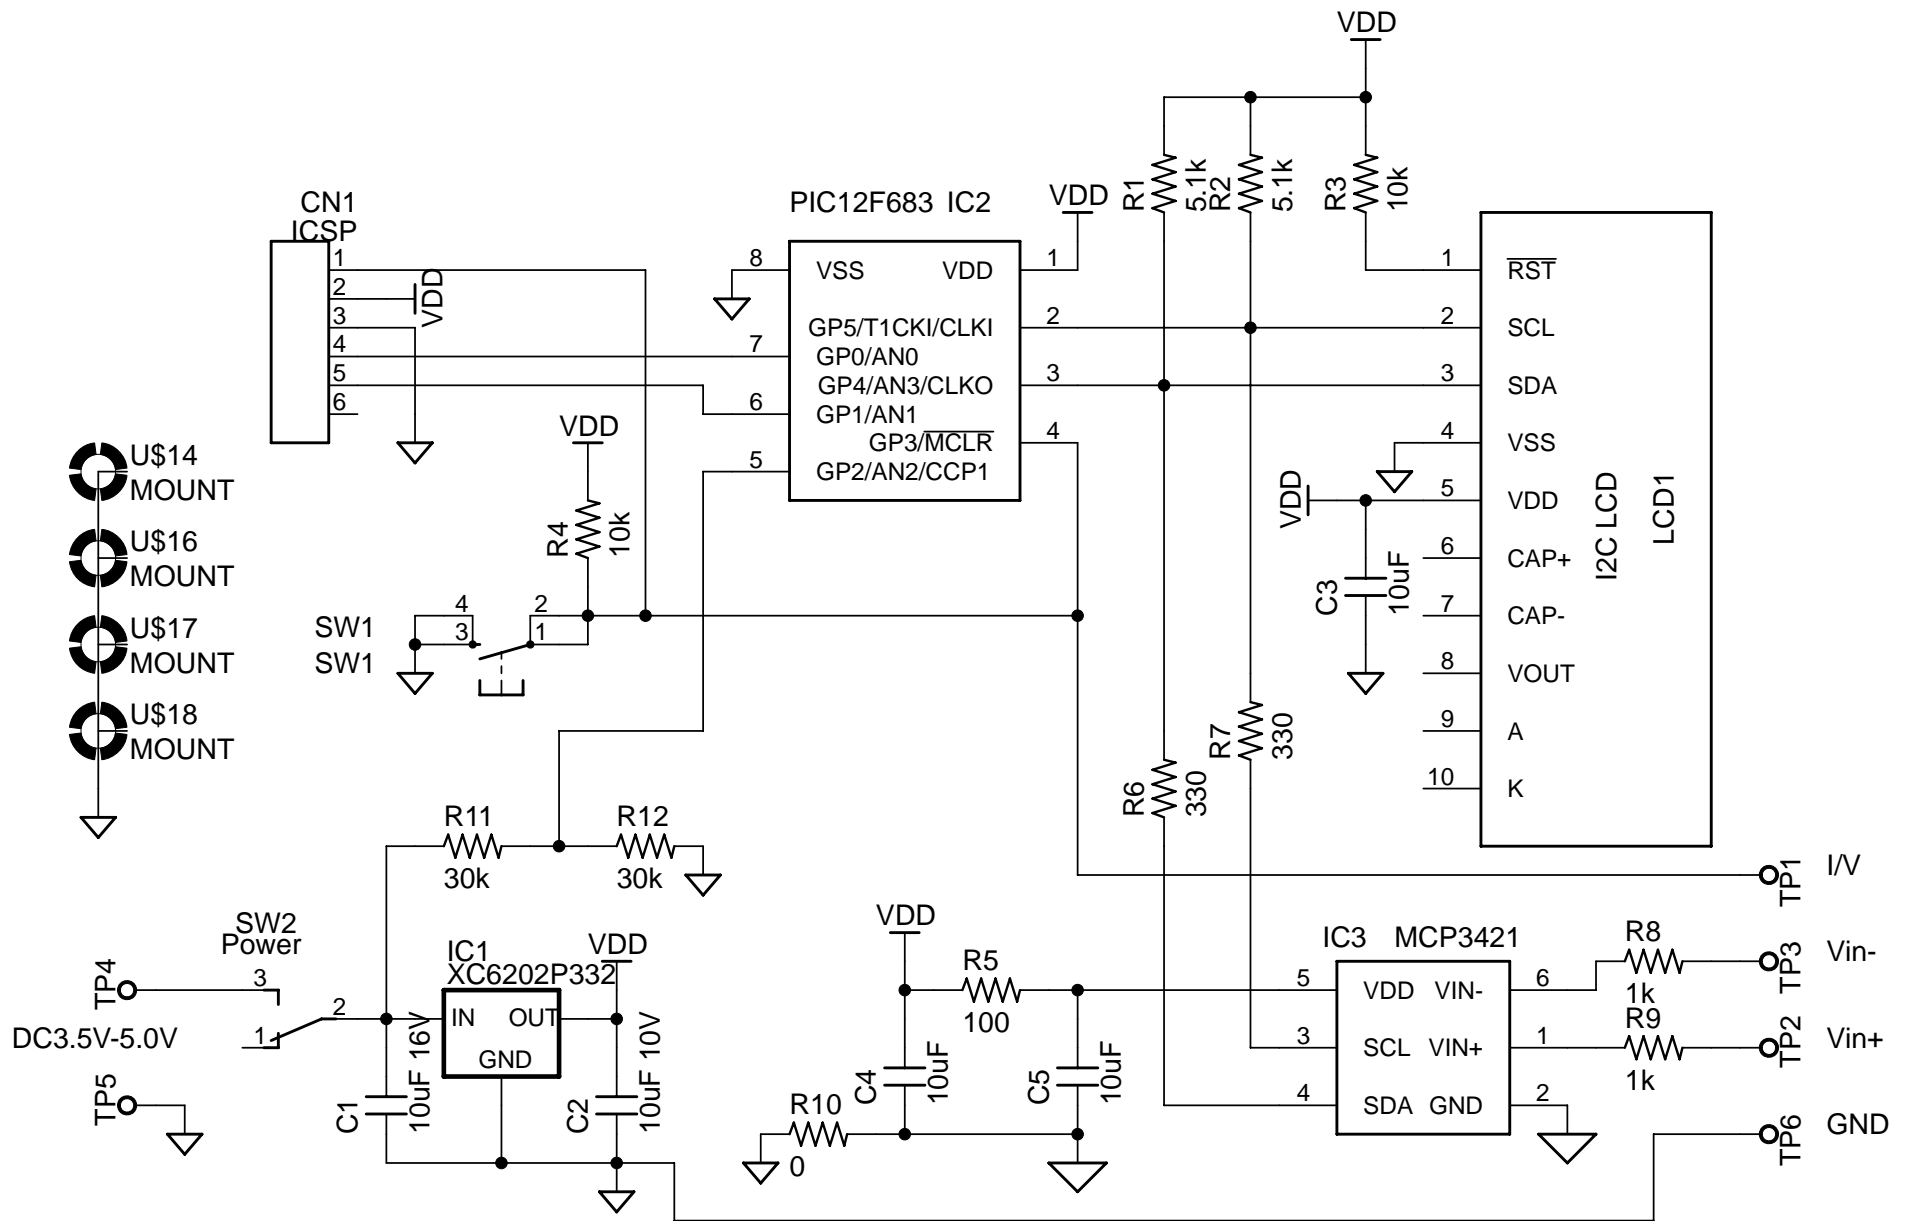 VDD
R1
5.1k
R2
5.1k
R3
10k
CN1
ICSP
1
2
3
4
5
6
VDD
PIC12F683 IC2
VDD
8
7
6
5
VSS
VDD
GP5/T1CKI/CLKI
GP0/AN0
GP4/AN3/CLKO
GP1/AN1
GP3/MCLR
GP2/AN2/CCP1
1
2
3
4
1
2
3
4
5
6
7
8
9
10
RST
SCL
SDA
VSS
VDD
CAP+
CAP-
VOUT
A
K
I2C LCD
LCD1
VDD
C3
10uF
VDD
R4
10k
SW1
SW1
4
3
2
1
U$14
MOUNT
U$16
MOUNT
U$17
MOUNT
U$18
MOUNT
R7
330
R6
330
R11
30k
R12
30k
SW2
Power
3
2
1
TP4
DC3.5V-5.0V
TP5
IC1
XC6202P332
IN
OUT
GND
VDD
C1
10uF 16V
C2
10uF 10V
VDD
R5
100
C4
10uF
C5
10uF
R10
0
IC3 MCP3421
5
3
4
VDD VIN-
SCL VIN+
SDA GND
6
1
2
R8
1k
R9
1k
TP1
I/V
TP3
Vin-
TP2
Vin+
TP6
GND